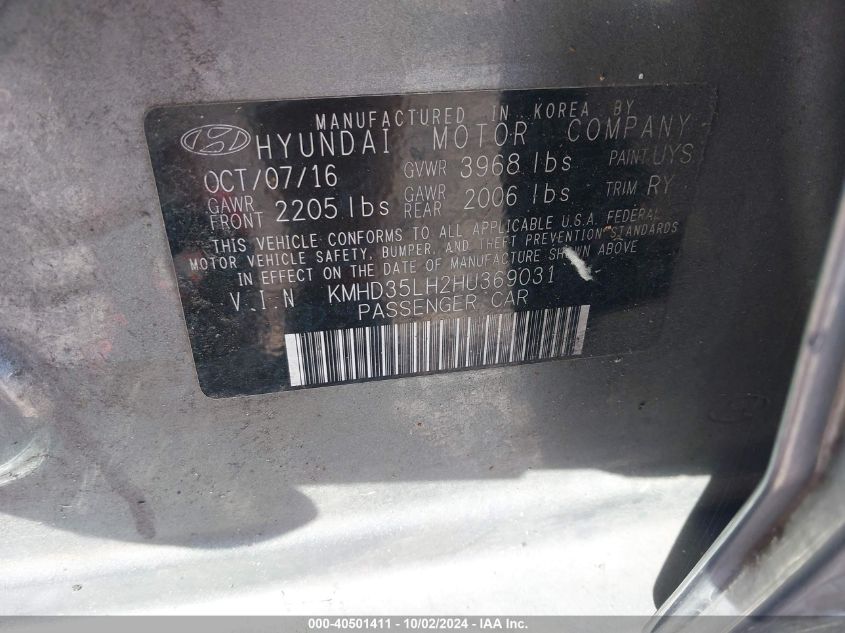 MANUFACTURED IN KOREA BY
HYUNDAI MOTOR COMPANY
OCT/07/16 GVWR 3968 lbs PAINT UYS
GAWR FRONT 2205 lbs GAWR REAR 2006 lbs TRIM RY
THIS VEHICLE CONFORMS TO ALL APPLICABLE U.S.A. FEDERAL
MOTOR VEHICLE SAFETY, BUMPER, AND THEFT PREVENTION STANDARDS
IN EFFECT ON THE DATE OF MANUFACTURE SHOWN ABOVE
V.I.N KMHD35LH2HU369031
PASSENGER CAR
000-40501411 - 10/02/2024 - IAA Inc.